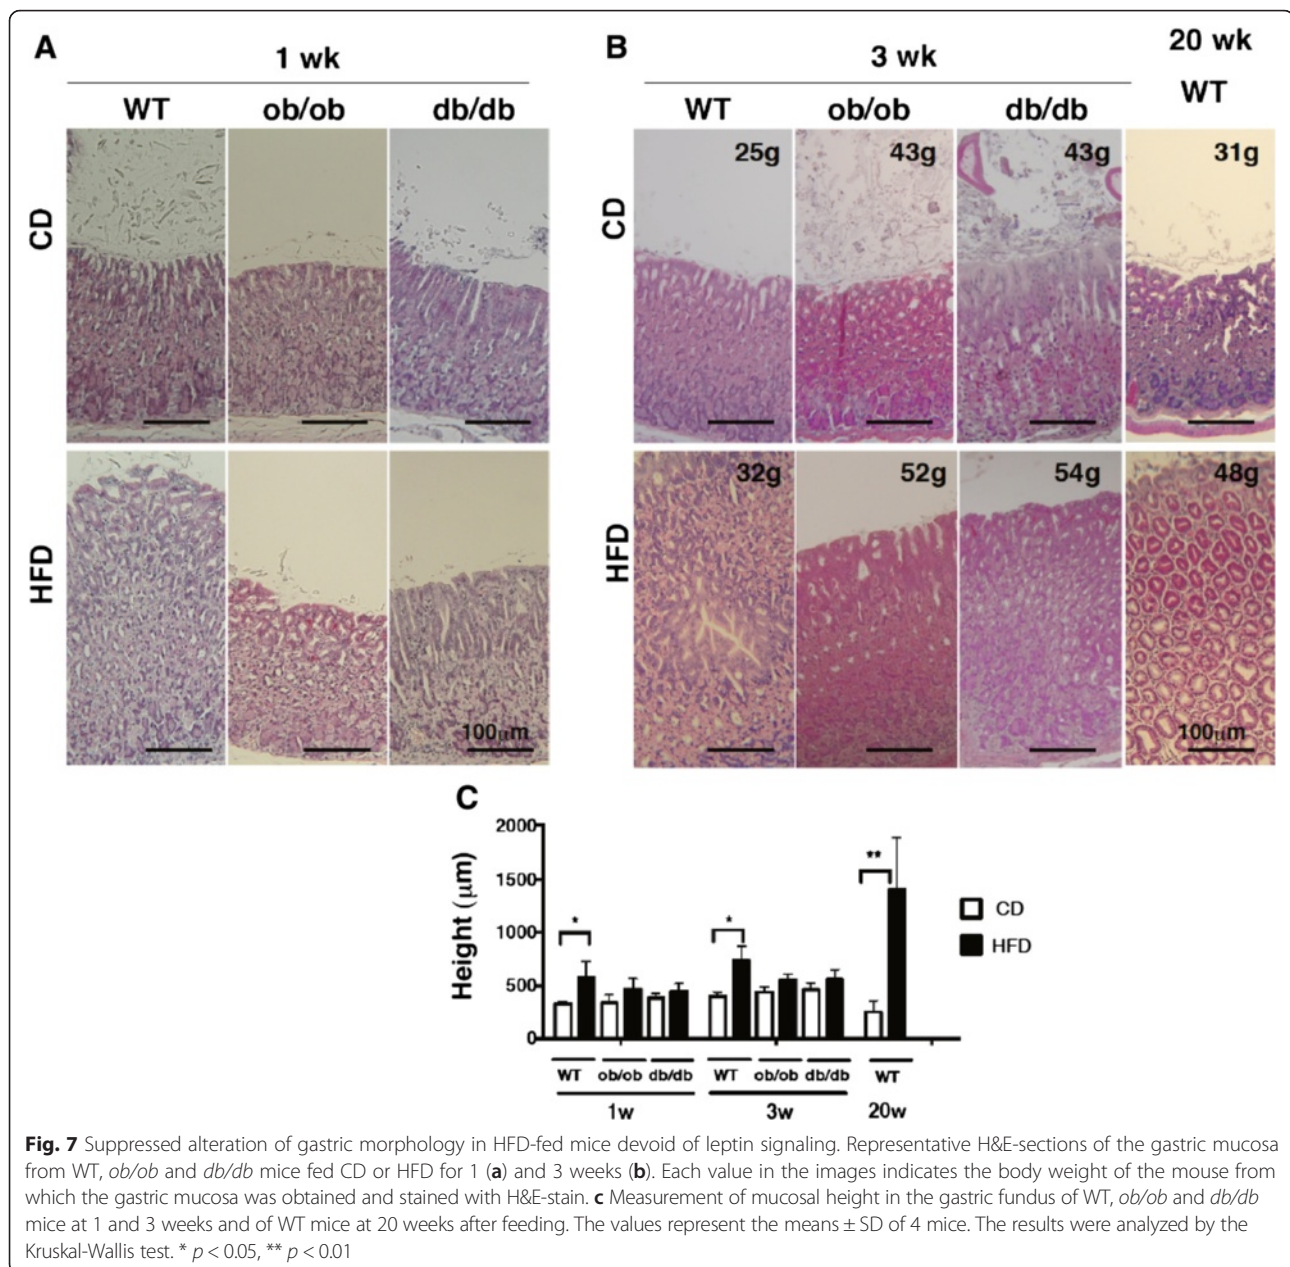 A
1 wk
WT ob/ob db/db
CD
HFD
100µm
B
3 wk
20 wk
WT ob/ob db/db
WT
CD
25g 43g 43g 31g
HFD
32g 52g 54g 48g
100µm
C
Height (µm)
2000
1500
1000
500
0
* * **
CD
HFD
WT ob/ob db/db WT ob/ob db/db WT
1w 3w 20w
Fig. 7 Suppressed alteration of gastric morphology in HFD-fed mice devoid of leptin signaling. Representative H&E-sections of the gastric mucosa
from WT, ob/ob and db/db mice fed CD or HFD for 1 (a) and 3 weeks (b). Each value in the images indicates the body weight of the mouse from
which the gastric mucosa was obtained and stained with H&E-stain. c Measurement of mucosal height in the gastric fundus of WT, ob/ob and db/db
mice at 1 and 3 weeks and of WT mice at 20 weeks after feeding. The values represent the means ± SD of 4 mice. The results were analyzed by the
Kruskal-Wallis test. * p < 0.05, ** p < 0.01